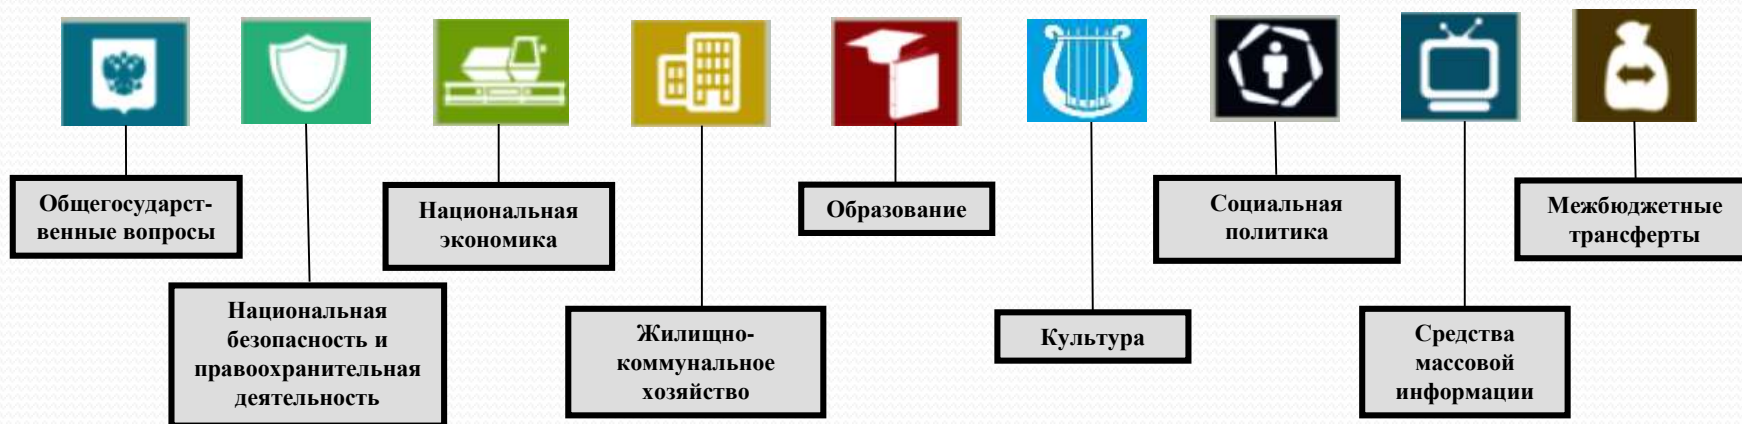 Общегосударст-
венные вопросы
Национальная
безопасность и
правоохранительная
деятельность
Национальная
экономика
Жилищно-
коммунальное
хозяйство
Образование
Культура
Социальная
политика
Средства
массовой
информации
Межбюджетные
трансферты